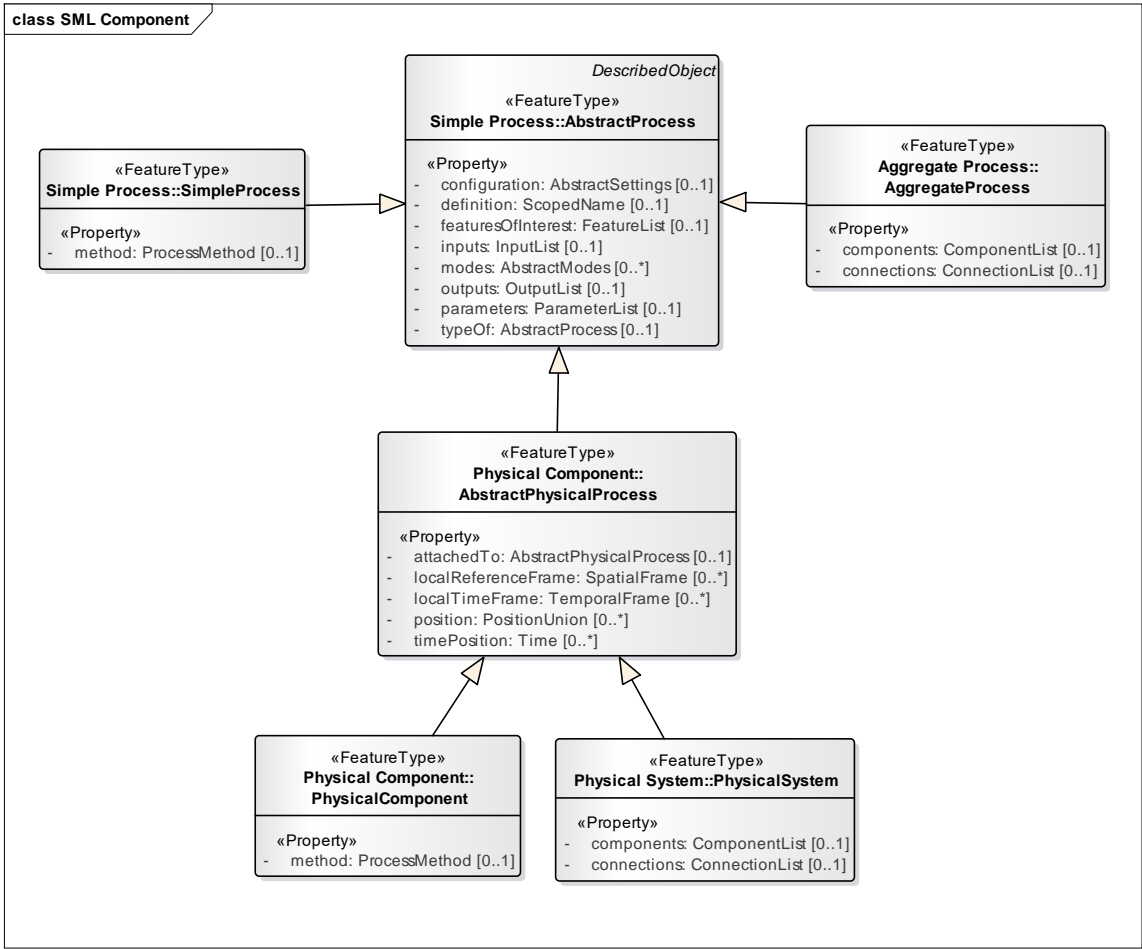 class SML Component
DescribedObject
«FeatureType»
Simple Process::AbstractProcess
«Property»
- configuration: AbstractSettings [0..1]
- definition: ScopedName [0..1]
- featuresOfInterest: FeatureList [0..1]
- inputs: InputList [0..1]
- modes: AbstractModes [0..*]
- outputs: OutputList [0..1]
- parameters: ParameterList [0..1]
- typeOf: AbstractProcess [0..1]
«FeatureType»
Simple Process::SimpleProcess
«Property»
- method: ProcessMethod [0..1]
«FeatureType»
Aggregate Process::
AggregateProcess
«Property»
- components: ComponentList [0..1]
- connections: ConnectionList [0..1]
«FeatureType»
Physical Component::
AbstractPhysicalProcess
«Property»
- attachedTo: AbstractPhysicalProcess [0..1]
- localReferenceFrame: SpatialFrame [0..*]
- localTimeFrame: TemporalFrame [0..*]
- position: PositionUnion [0..*]
- timePosition: Time [0..*]
«FeatureType»
Physical Component::
PhysicalComponent
«Property»
- method: ProcessMethod [0..1]
«FeatureType»
Physical System::PhysicalSystem
«Property»
- components: ComponentList [0..1]
- connections: ConnectionList [0..1]